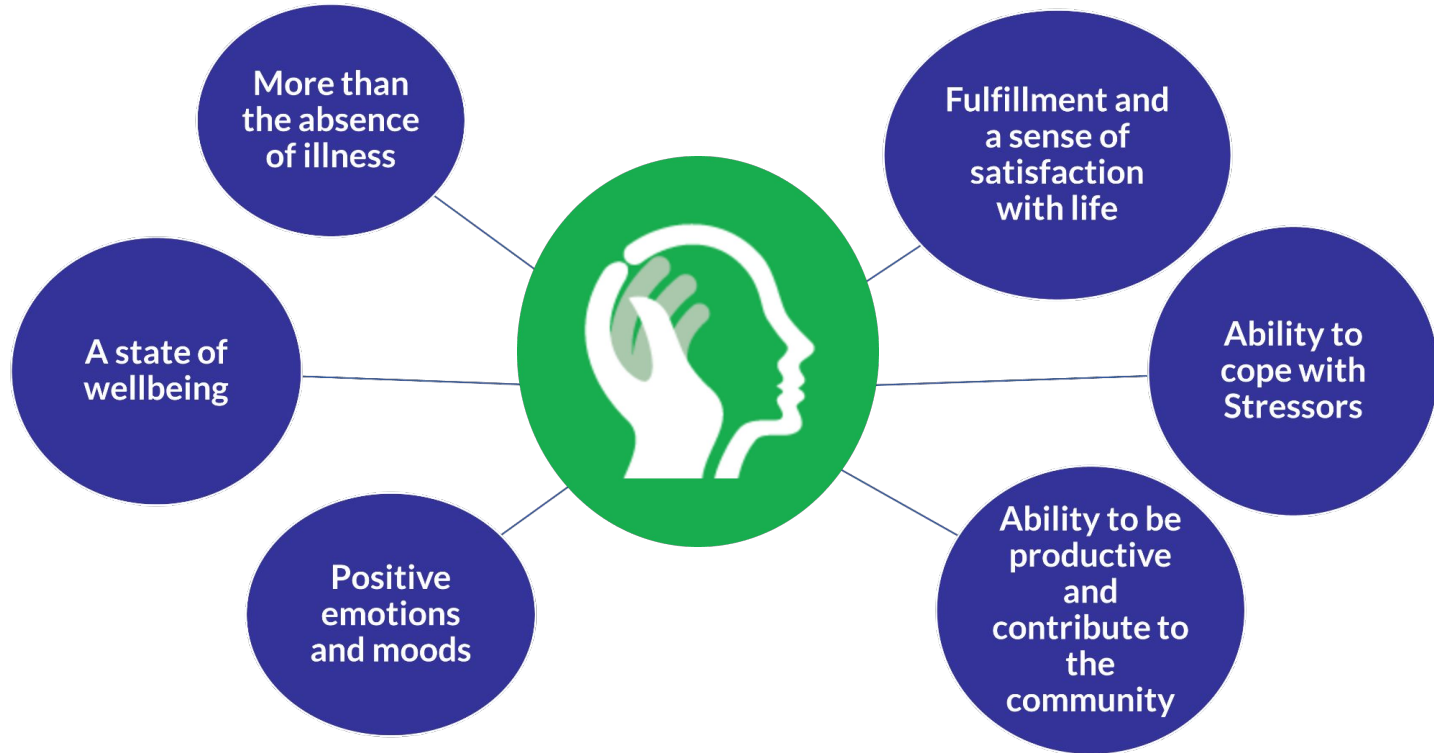 More than
the absence
of illness
Fulfillment and
a sense of
satisfaction
with life
A state of
wellbeing
Ability to
cope with
Stressors
Positive
emotions
and moods
Ability to be
productive
and
contribute to
the
community